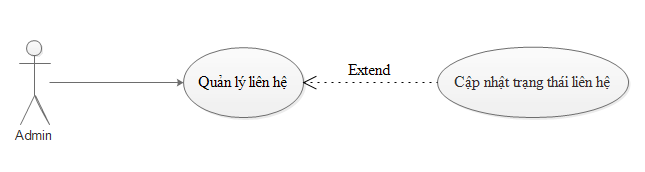 Extend
Quản lý liên hệ
Cập nhật trạng thái liên hệ
Admin